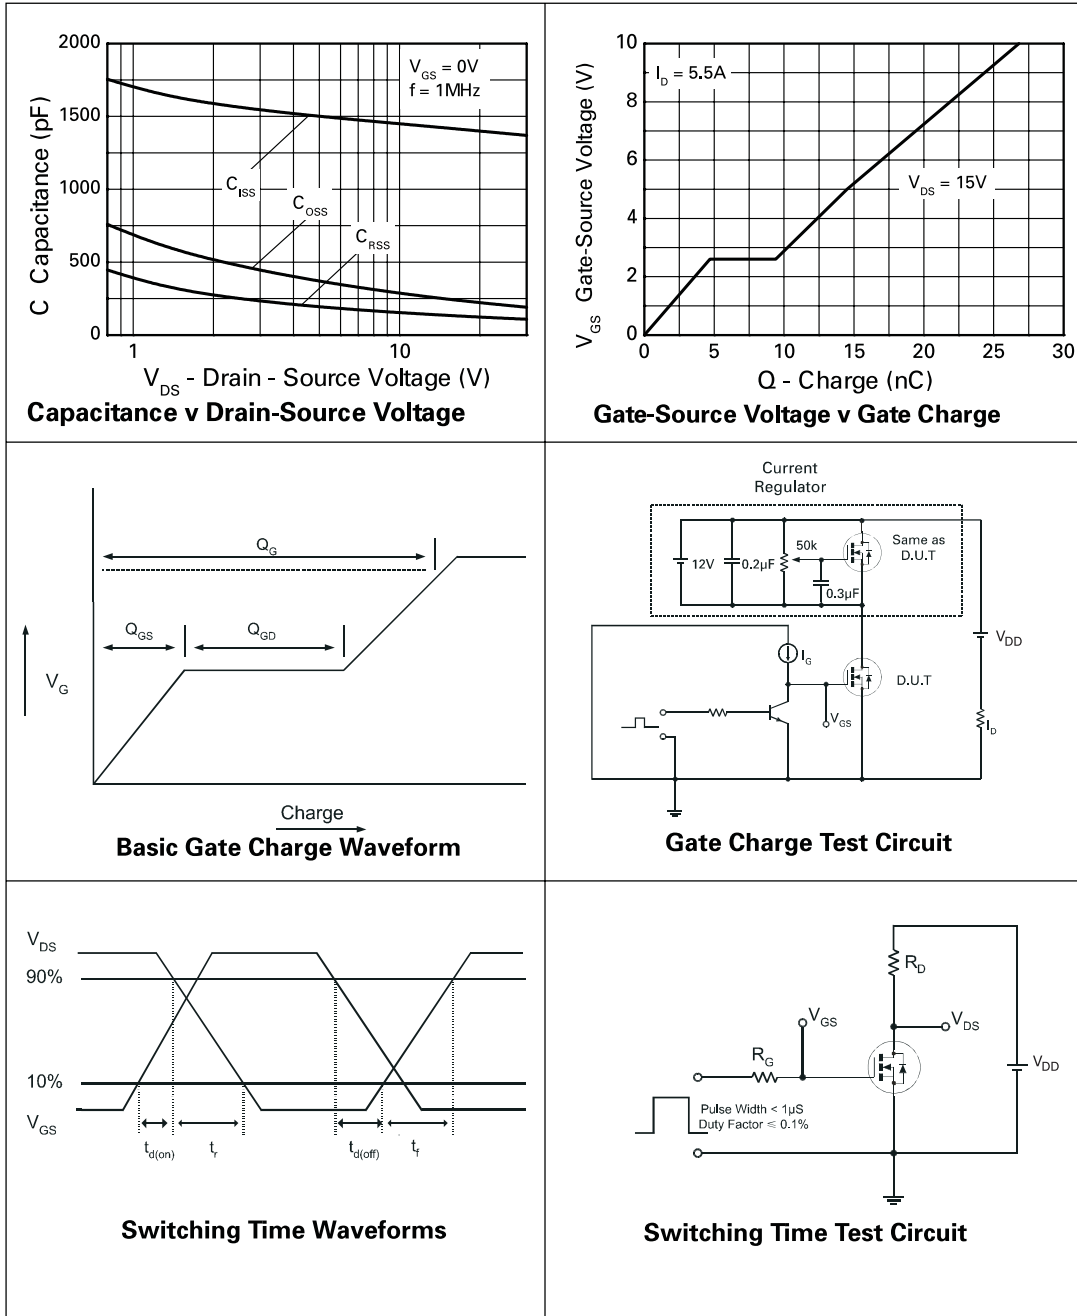 2000
1500
1000
500
0
1
10
C Capacitance (pF)
V_GS = 0V
f = 1MHz
C_ISS
C_OSS
C_RSS
V_DS - Drain - Source Voltage (V)
Capacitance v Drain-Source Voltage
10
8
6
4
2
0
0
5
10
15
20
25
30
V_GS Gate-Source Voltage (V)
I_D = 5.5A
V_DS = 15V
Q - Charge (nC)
Gate-Source Voltage v Gate Charge
Q_G
Q_GS
Q_GD
V_G
Charge
Basic Gate Charge Waveform
Current
Regulator
12V
0.2µF
50k
0.3µF
Same as
D.U.T
I_G
V_GS
D.U.T
V_DD
I_D
Gate Charge Test Circuit
V_DS
90%
10%
V_GS
t_d(on)
t_r
t_d(off)
t_f
Switching Time Waveforms
R_D
V_GS
V_DS
R_G
V_DD
Pulse Width < 1µS
Duty Factor ≤ 0.1%
Switching Time Test Circuit